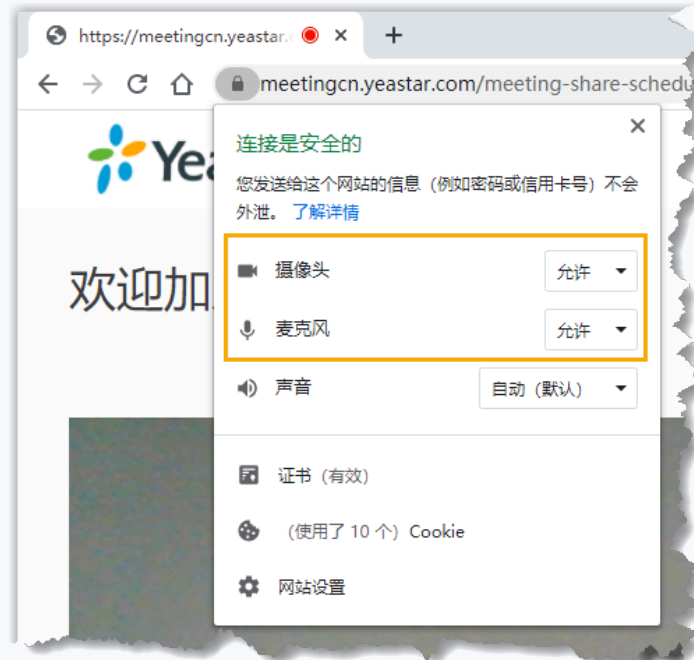 https://meetingcn.yeastar.
meetingcn.yeastar.com/meeting-share-schedu
Yea
欢迎加
连接是安全的
您发送给这个网站的信息（例如密码或信用卡号）不会
外泄。 了解详情
摄像头 允许
麦克风 允许
声音 自动（默认）
证书（有效）
（使用了 10 个）Cookie
网站设置